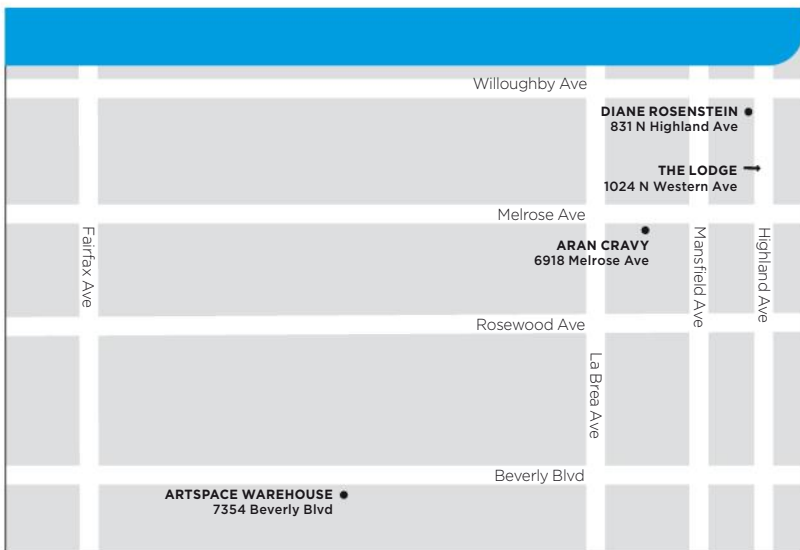 Willoughby Ave
DIANE ROSENSTEIN
831 N Highland Ave
THE LODGE
1024 N Western Ave
Melrose Ave
ARAN CRAVY
6918 Melrose Ave
Fairfax Ave
Mansfield Ave
Highland Ave
Rosewood Ave
La Brea Ave
Beverly Blvd
ARTSPACE WAREHOUSE
7354 Beverly Blvd